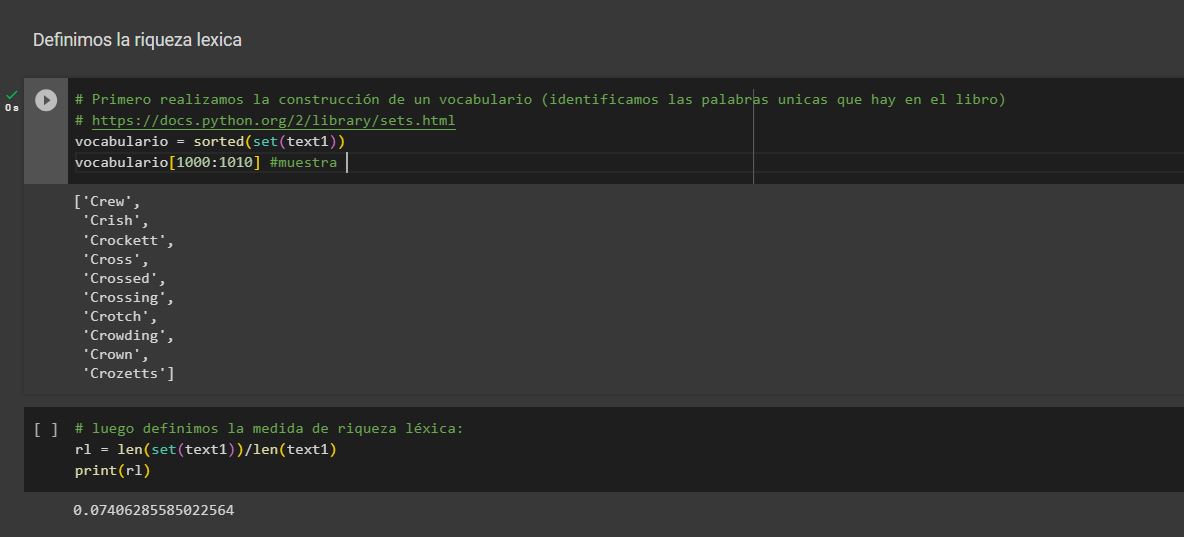 Definimos la riqueza lexica
0s
# Primero realizamos la construcción de un vocabulario (identificamos las palabras unicas que hay en el libro)
# https://docs.python.org/2/library/sets.html
vocabulario = sorted(set(text1))
vocabulario[1000:1010] #muestra
['Crew',
'Crish',
'Crockett',
'Cross',
'Crossed',
'Crossing',
'Crotch',
'Crowding',
'Crown',
'Crozetts']
[ ] # luego definimos la medida de riqueza léxica:
rl = len(set(text1))/len(text1)
print(rl)
0.07406285585022564